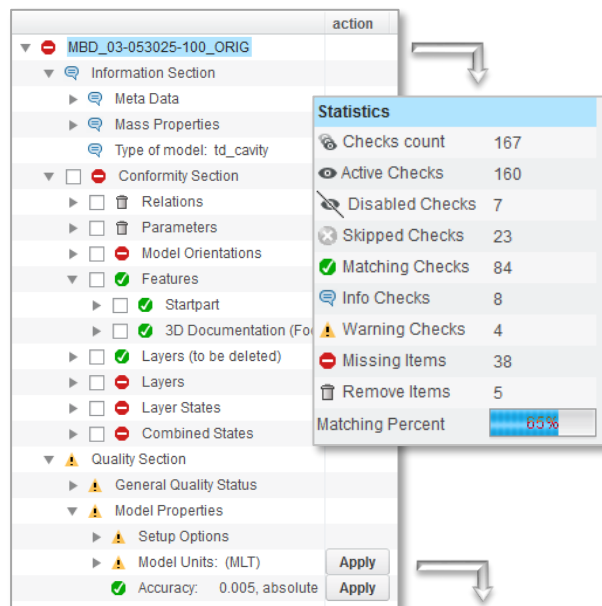 action
MBD_03-053025-100_ORIG
Information Section
Meta Data
Mass Properties
Type of model: td_cavity
Conformity Section
Relations
Parameters
Model Orientations
Features
Startpart
3D Documentation (Foo
Layers (to be deleted)
Layers
Layer States
Combined States
Quality Section
General Quality Status
Model Properties
Setup Options
Model Units: (MLT) Apply
Accuracy: 0.005, absolute Apply
Statistics
Checks count 167
Active Checks 160
Disabled Checks 7
Skipped Checks 23
Matching Checks 84
Info Checks 8
Warning Checks 4
Missing Items 38
Remove Items 5
Matching Percent 65%